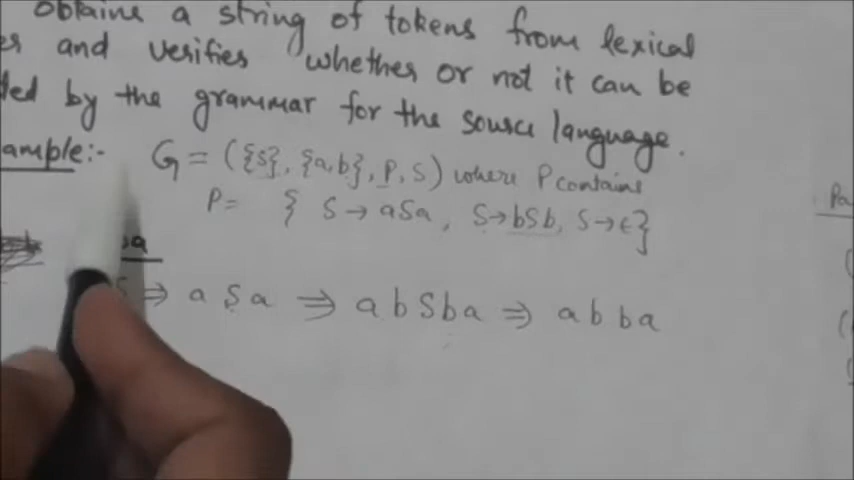 obtains a string of tokens from lexical
and verifies whether or not it can be
by the grammar for the source language.
G = ({S}, {a,b}, P, S) where P contains
P = { S → aSa, S → bSb, S → ϵ}
S ⇒ a S a ⇒ a b S b a ⇒ a b b a